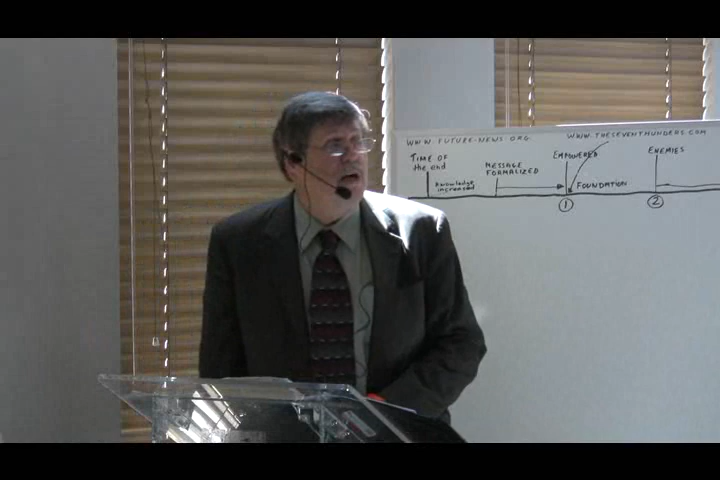 WWW.FUTURE-NEWS.ORG
WWW.THESEVENTHUNDERS.COM
TIME OF
the end
Knowledge
increased
MESSAGE
FORMALIZED
EMPOWERED
FOUNDATION
ENEMIES
1
2